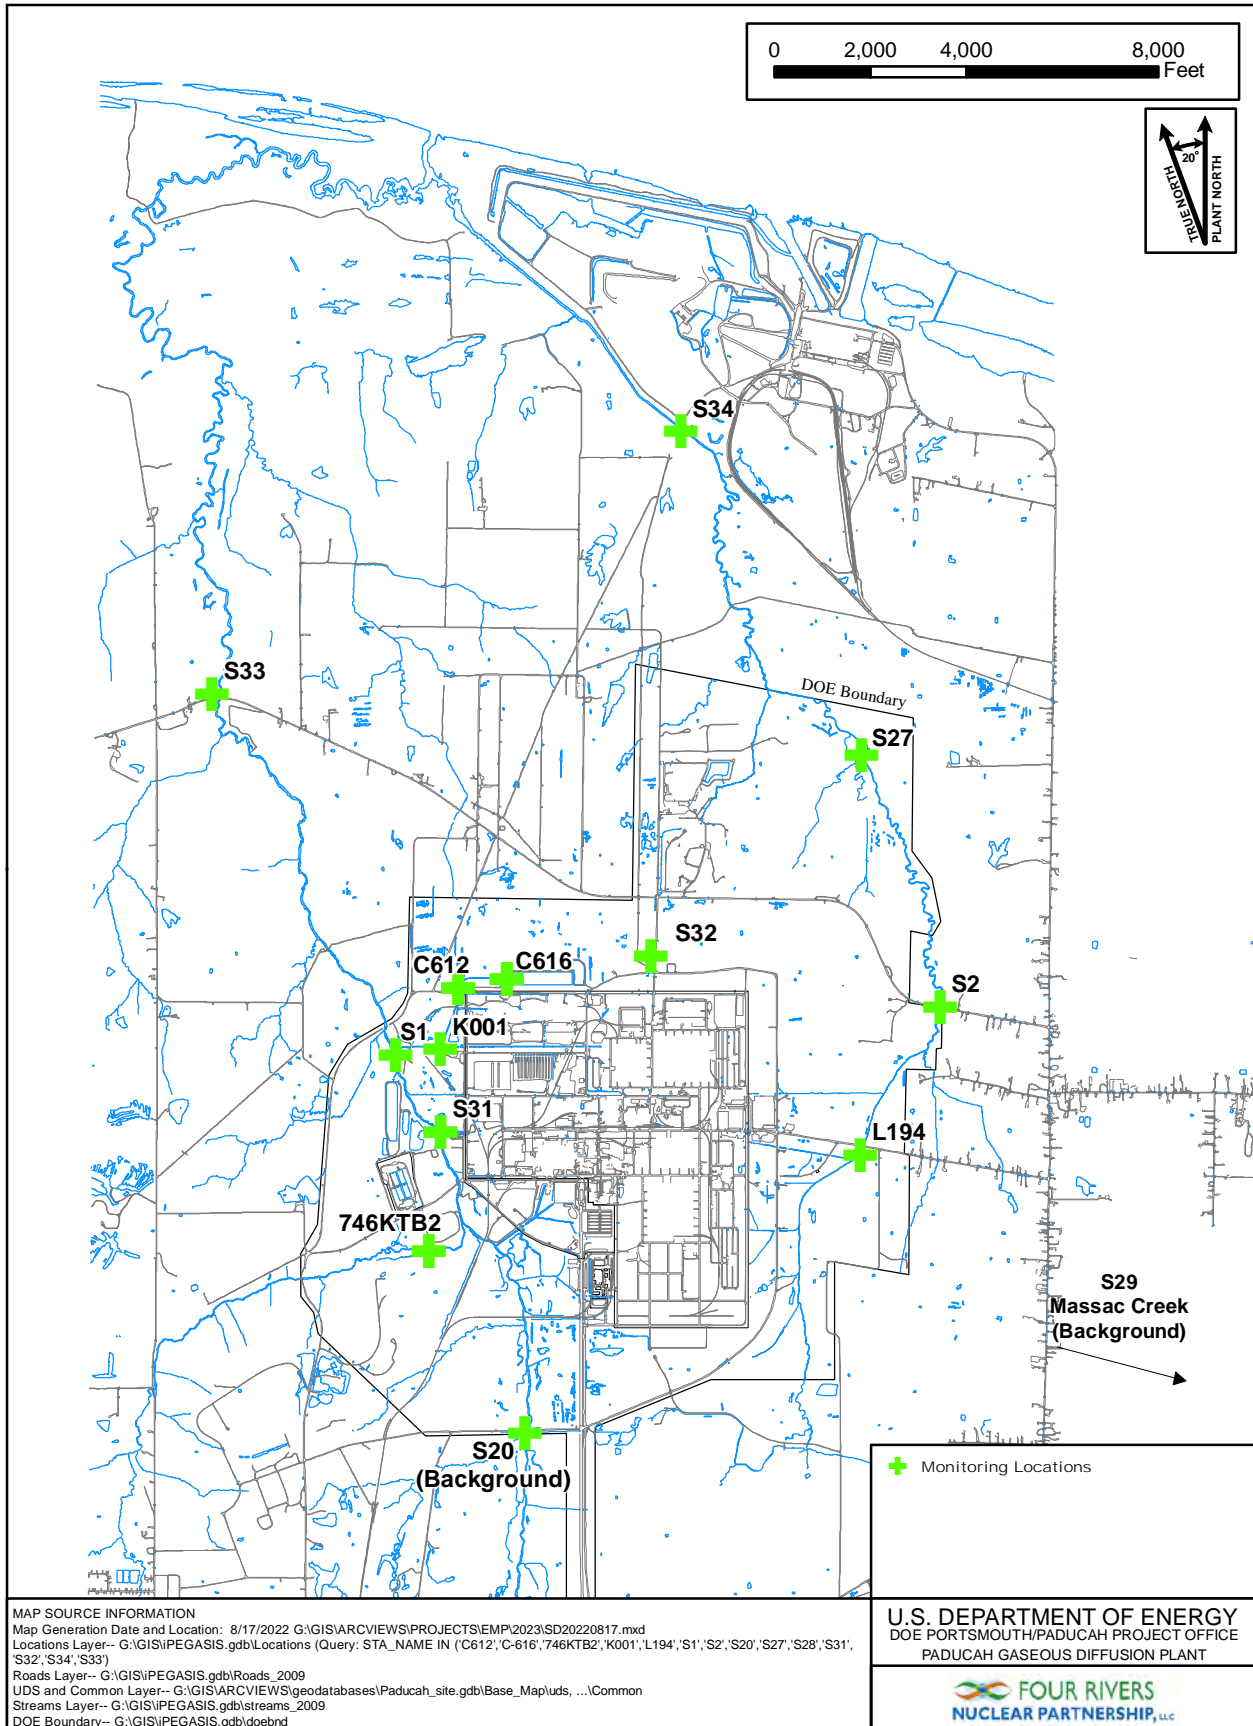 0 2,000 4,000 8,000
Feet
20°
TRUE NORTH
PLANT NORTH
S34
S33
DOE Boundary
S27
S32
C612
C616
S2
S1
K001
S31
L194
746KTB2
S29
Massac Creek
(Background)
S20
(Background)
Monitoring Locations
MAP SOURCE INFORMATION
Map Generation Date and Location: 8/17/2022 G:\GIS\ARCVIEWS\PROJECTS\EMP\2023\SD20220817.mxd
Locations Layer-- G:\GIS\iPEGASIS.gdb\Locations (Query: STA_NAME IN ('C612','C-616','746KTB2','K001','L194','S1','S2','S20','S27','S28','S31',
'S32','S34','S33')
Roads Layer-- G:\GIS\iPEGASIS.gdb\Roads_2009
UDS and Common Layer-- G:\GIS\ARCVIEWS\geodatabases\Paducah_site.gdb\Base_Map\uds, ...\Common
Streams Layer-- G:\GIS\iPEGASIS.gdb\streams_2009
DOE Boundary-- G:\GIS\iPEGASIS.gdb\doebnd
U.S. DEPARTMENT OF ENERGY
DOE PORTSMOUTH/PADUCAH PROJECT OFFICE
PADUCAH GASEOUS DIFFUSION PLANT
FOUR RIVERS
NUCLEAR PARTNERSHIP, LLC